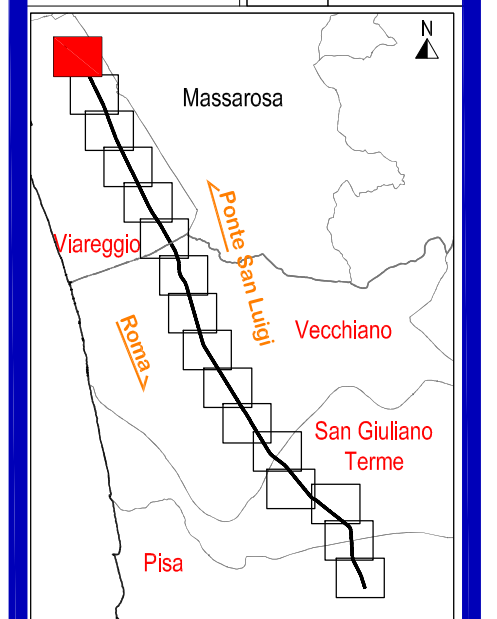 N
Massarosa
Ponte San Luigi
Viareggio
Roma
Vecchiano
San Giuliano
Terme
Pisa